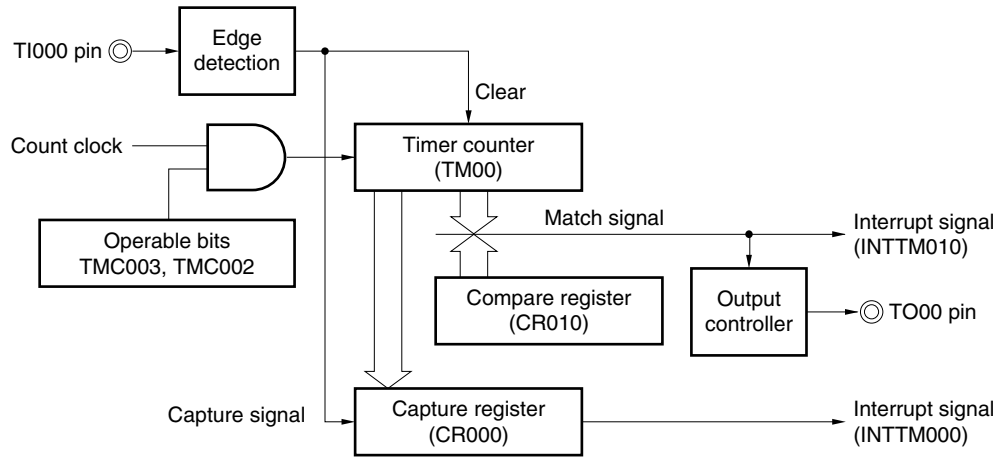 TI000 pin
Edge
detection
Clear
Count clock
Timer counter
(TM00)
Operable bits
TMC003, TMC002
Match signal
Interrupt signal
(INTTM010)
Compare register
(CR010)
Output
controller
TO00 pin
Capture signal
Capture register
(CR000)
Interrupt signal
(INTTM000)